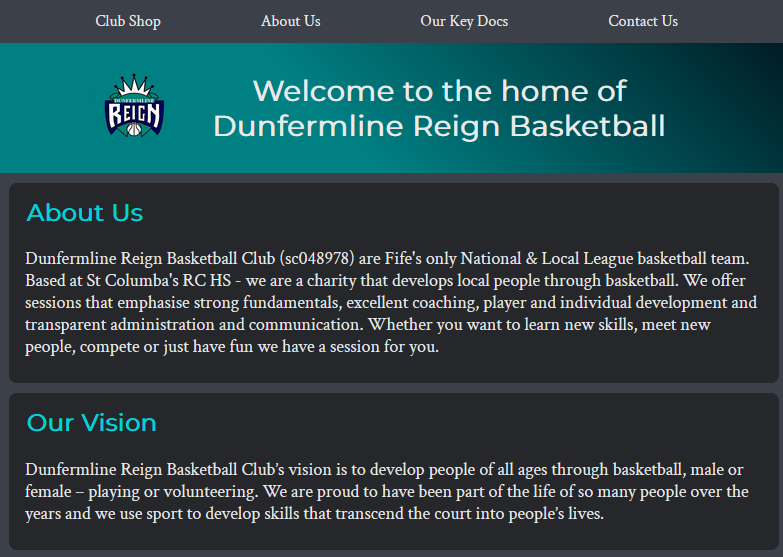 Club Shop About Us Our Key Docs Contact Us
DUNFERMLINE
REIGN
Welcome to the home of
Dunfermline Reign Basketball
About Us
Dunfermline Reign Basketball Club (sc048978) are Fife's only National & Local League basketball team.
Based at St Columba's RC HS - we are a charity that develops local people through basketball. We offer
sessions that emphasise strong fundamentals, excellent coaching, player and individual development and
transparent administration and communication. Whether you want to learn new skills, meet new
people, compete or just have fun we have a session for you.
Our Vision
Dunfermline Reign Basketball Club’s vision is to develop people of all ages through basketball, male or
female – playing or volunteering. We are proud to have been part of the life of so many people over the
years and we use sport to develop skills that transcend the court into people’s lives.